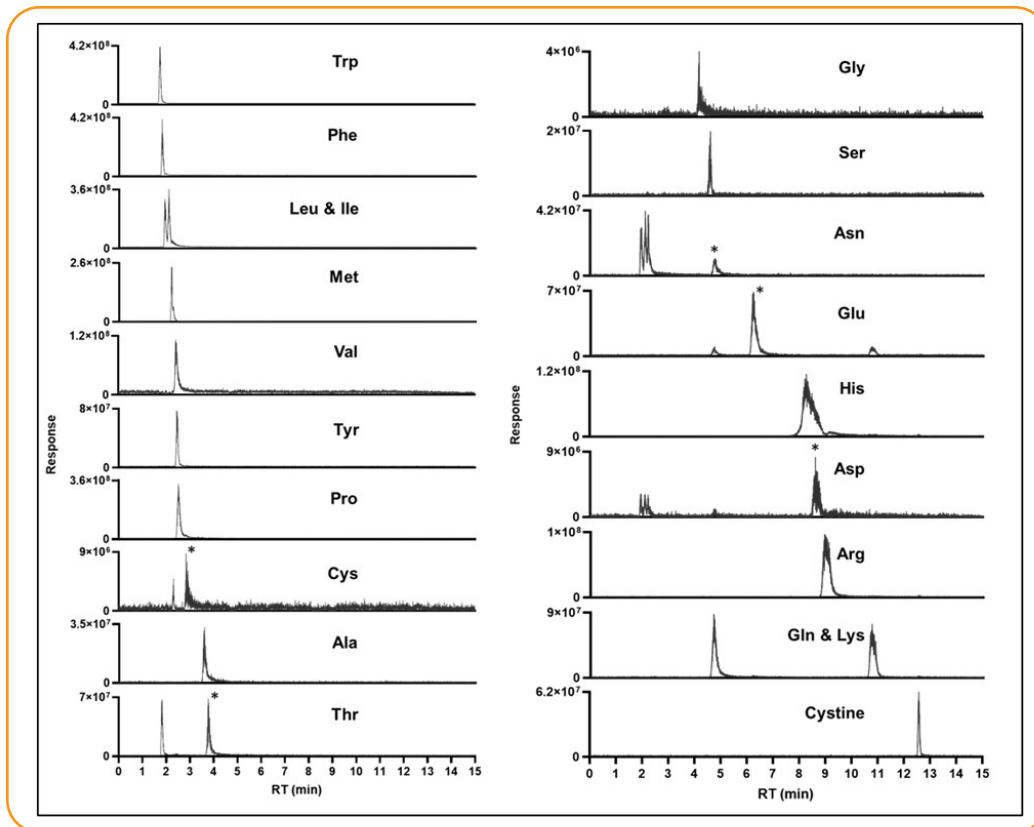 4.2×10⁸
0
Trp
4.2×10⁸
0
Phe
3.6×10⁸
0
Leu & Ile
2.6×10⁸
0
Met
1.2×10⁸
0
Val
8×10⁷
0
Tyr
3.6×10⁸
0
Pro
9×10⁶
0
Cys
*
3.5×10⁷
0
Ala
7×10⁷
0
Thr
*
Response
0 1 2 3 4 5 6 7 8 9 10 11 12 13 14 15
RT (min)
4×10⁶
0
Gly
2×10⁷
0
Ser
4.2×10⁷
0
Asn
*
7×10⁷
0
Glu
*
1.2×10⁸
0
His
9×10⁶
0
Asp
*
1×10⁸
0
Arg
9×10⁷
0
Gln & Lys
6.2×10⁷
0
Cystine
Response
0 1 2 3 4 5 6 7 8 9 10 11 12 13 14 15
RT (min)